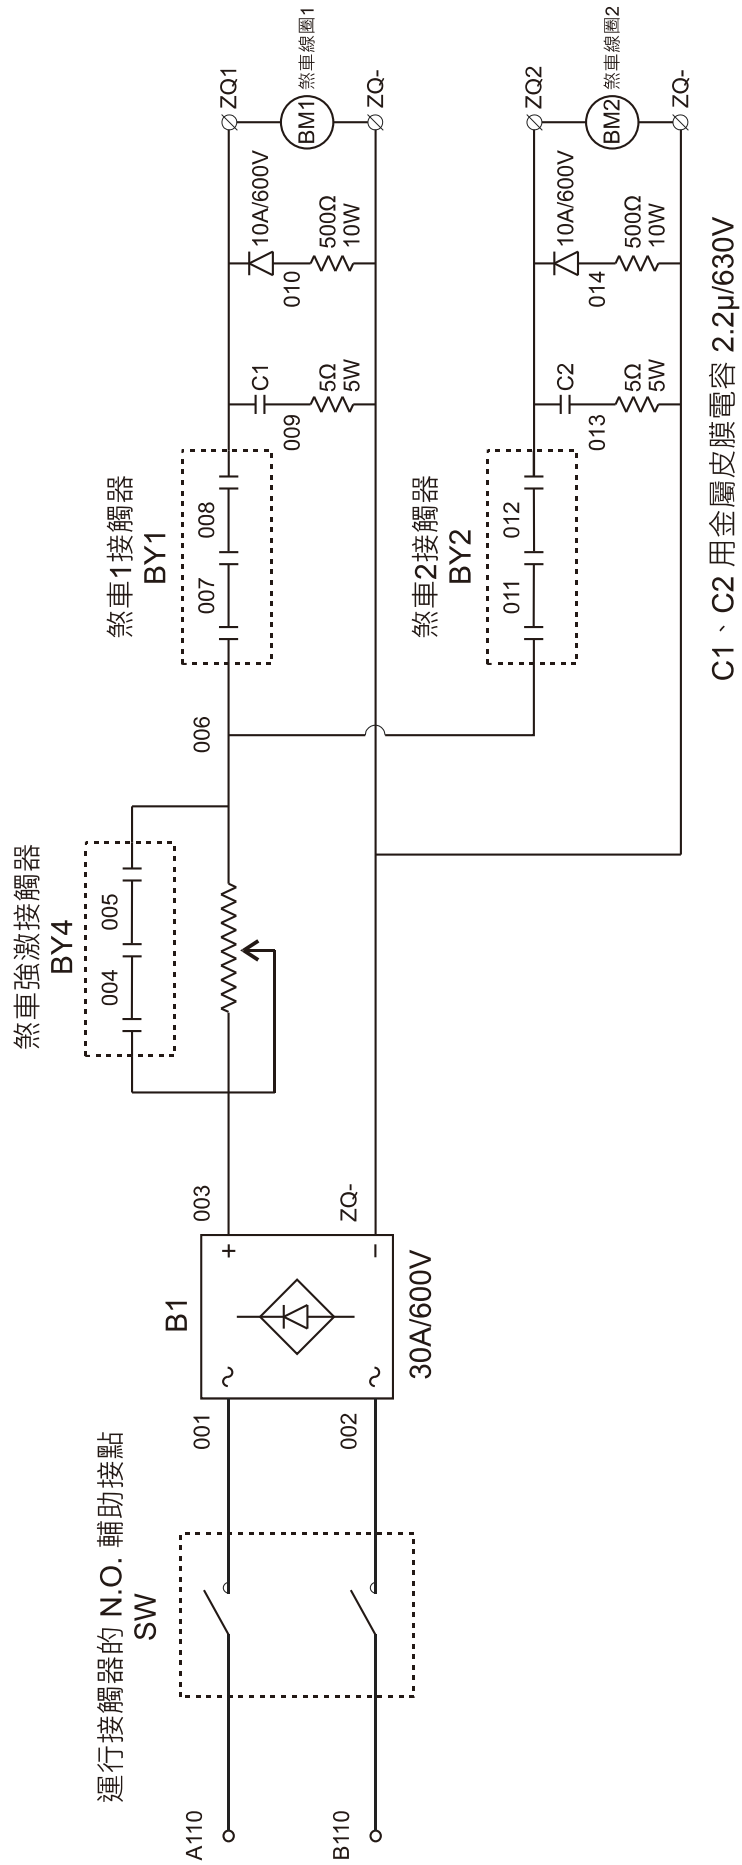 A110
B110
運行接觸器的 N.O. 輔助接點
SW
001
002
B1
~
~
+
−
30A/600V
003
ZQ-
煞車強激接觸器
BY4
004
005
006
煞車1接觸器
BY1
007
008
009
C1
5Ω
5W
010
10A/600V
500Ω
10W
ZQ1
BM1
煞車線圈1
ZQ-
煞車2接觸器
BY2
011
012
013
C2
5Ω
5W
014
10A/600V
500Ω
10W
ZQ2
BM2
煞車線圈2
ZQ-
C1、C2 用金屬皮膜電容 2.2μ/630V